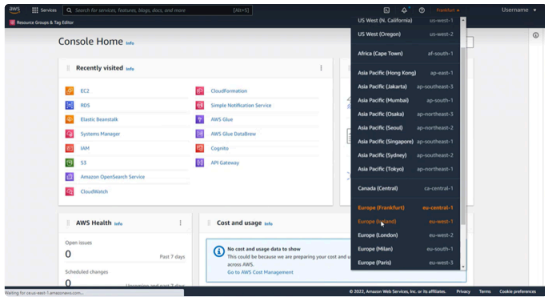 aws Services Search for services, features, blogs, docs, and more [Alt+S] Frankfurt Username
Resource Groups & Tag Editor
Console Home Info
Recently visited Info
EC2
RDS
Elastic Beanstalk
Systems Manager
IAM
S3
Amazon OpenSearch Service
CloudWatch
CloudFormation
Simple Notification Service
AWS Glue
AWS Glue DataBrew
Cognito
API Gateway
AWS Health Info
Open issues
0 Past 7 days
Scheduled changes
Cost and usage Info
No cost and usage data to show
This could be because we are preparing your cost and u
across AWS.
Go to AWS Cost Management
US West (N. California) us-west-1
US West (Oregon) us-west-2
Africa (Cape Town) af-south-1
Asia Pacific (Hong Kong) ap-east-1
Asia Pacific (Jakarta) ap-southeast-3
Asia Pacific (Mumbai) ap-south-1
Asia Pacific (Osaka) ap-northeast-3
Asia Pacific (Seoul) ap-northeast-2
Asia Pacific (Singapore) ap-southeast-1
Asia Pacific (Sydney) ap-southeast-2
Asia Pacific (Tokyo) ap-northeast-1
Canada (Central) ca-central-1
Europe (Frankfurt) eu-central-1
Europe (Ireland) eu-west-1
Europe (London) eu-west-2
Europe (Milan) eu-south-1
Europe (Paris) eu-west-3
© 2022, Amazon Web Services, Inc. or its affiliates. Privacy Terms Cookie preferences